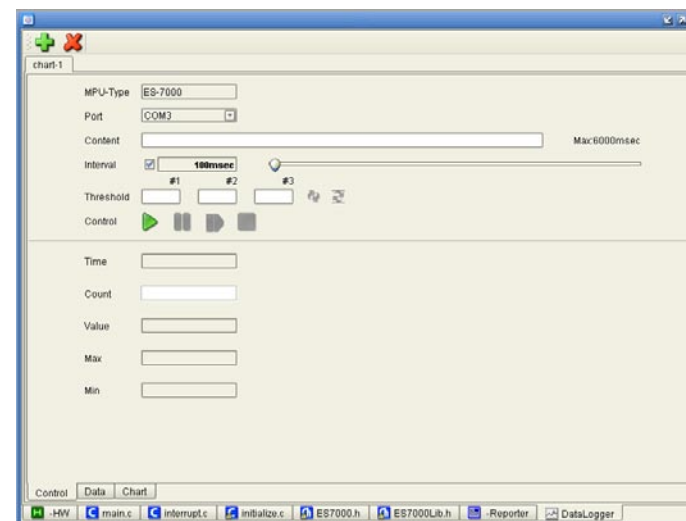 chart-1
MPU-Type ES-7000
Port COM3
Content Max:6000msec
Interval 100msec
#1 #2 #3
Threshold
Control
Time
Count
Value
Max
Min
Control Data Chart
H -HW C main.c C interrupt.c initialize.c ES7000.h ES7000Lib.h -Reporter DataLogger